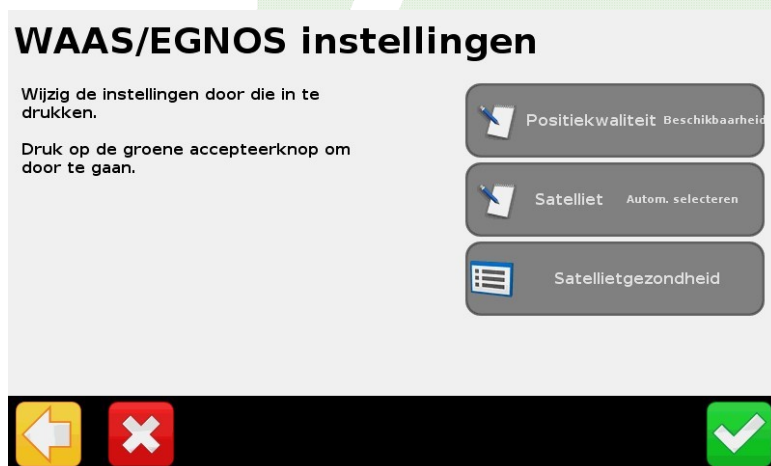 WAAS/EGNOS instellingen
Wijzig de instellingen door die in te
drukken.
Druk op de groene accepteerknop om
door te gaan.
Positiekwaliteit Beschikbaarheid
Satelliet Autom. selecteren
Satellietgezondheid